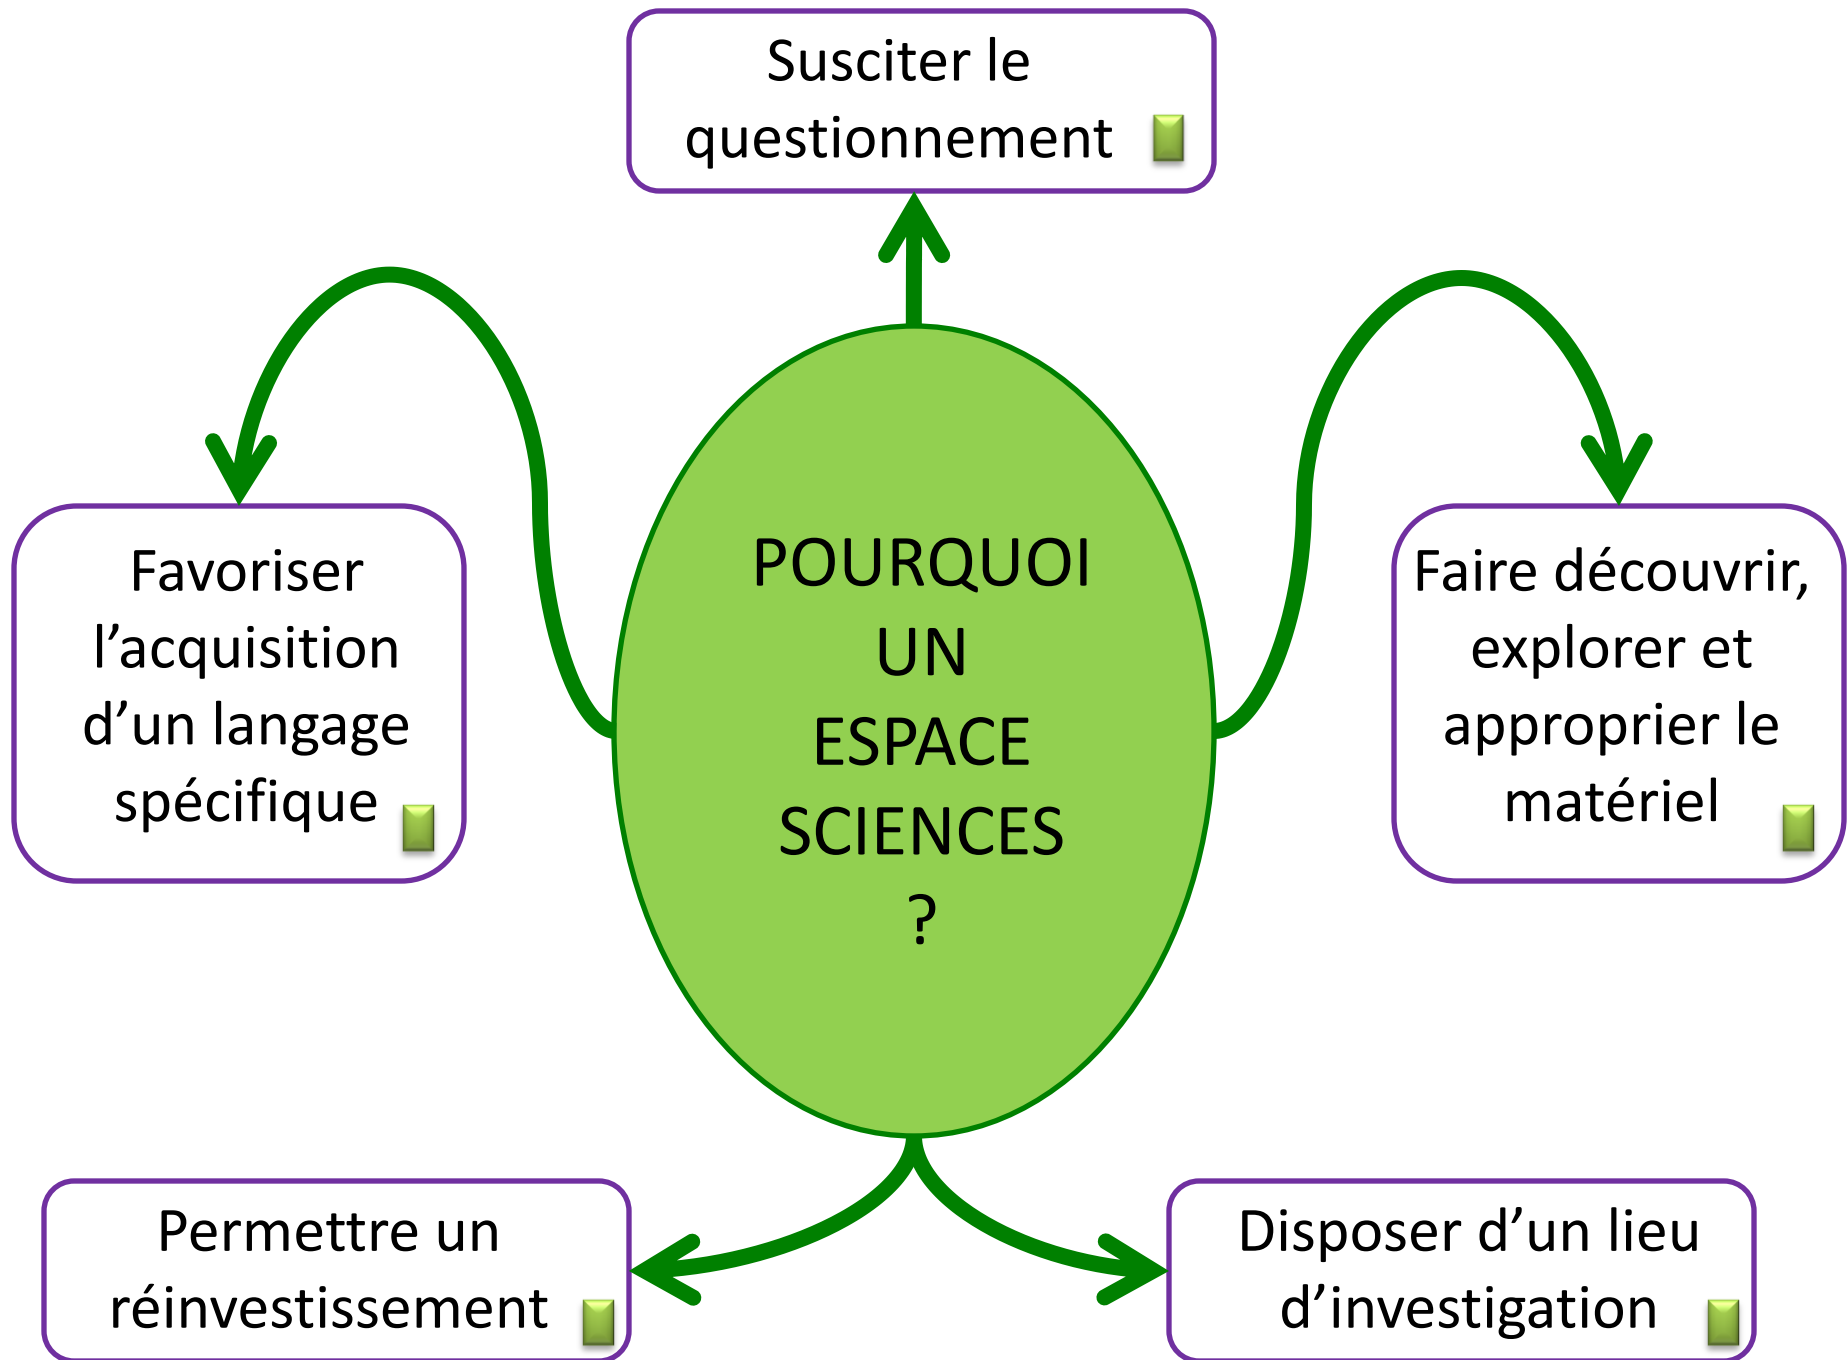 Susciter le
questionnement
Favoriser
l’acquisition
d’un langage
spécifique
POURQUOI
UN
ESPACE
SCIENCES
?
Faire découvrir,
explorer et
approprier le
matériel
Permettre un
réinvestissement
Disposer d’un lieu
d’investigation